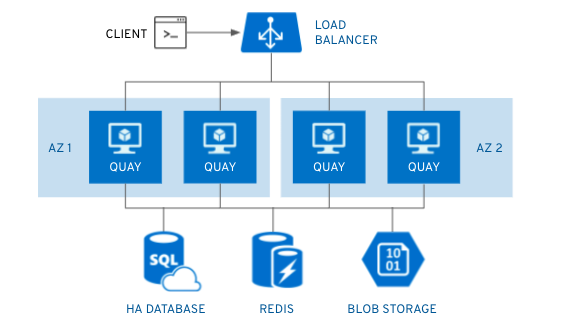 CLIENT
>_
LOAD
BALANCER
AZ 1
QUAY
QUAY
QUAY
QUAY
AZ 2
SQL
10
01
HA DATABASE
REDIS
BLOB STORAGE